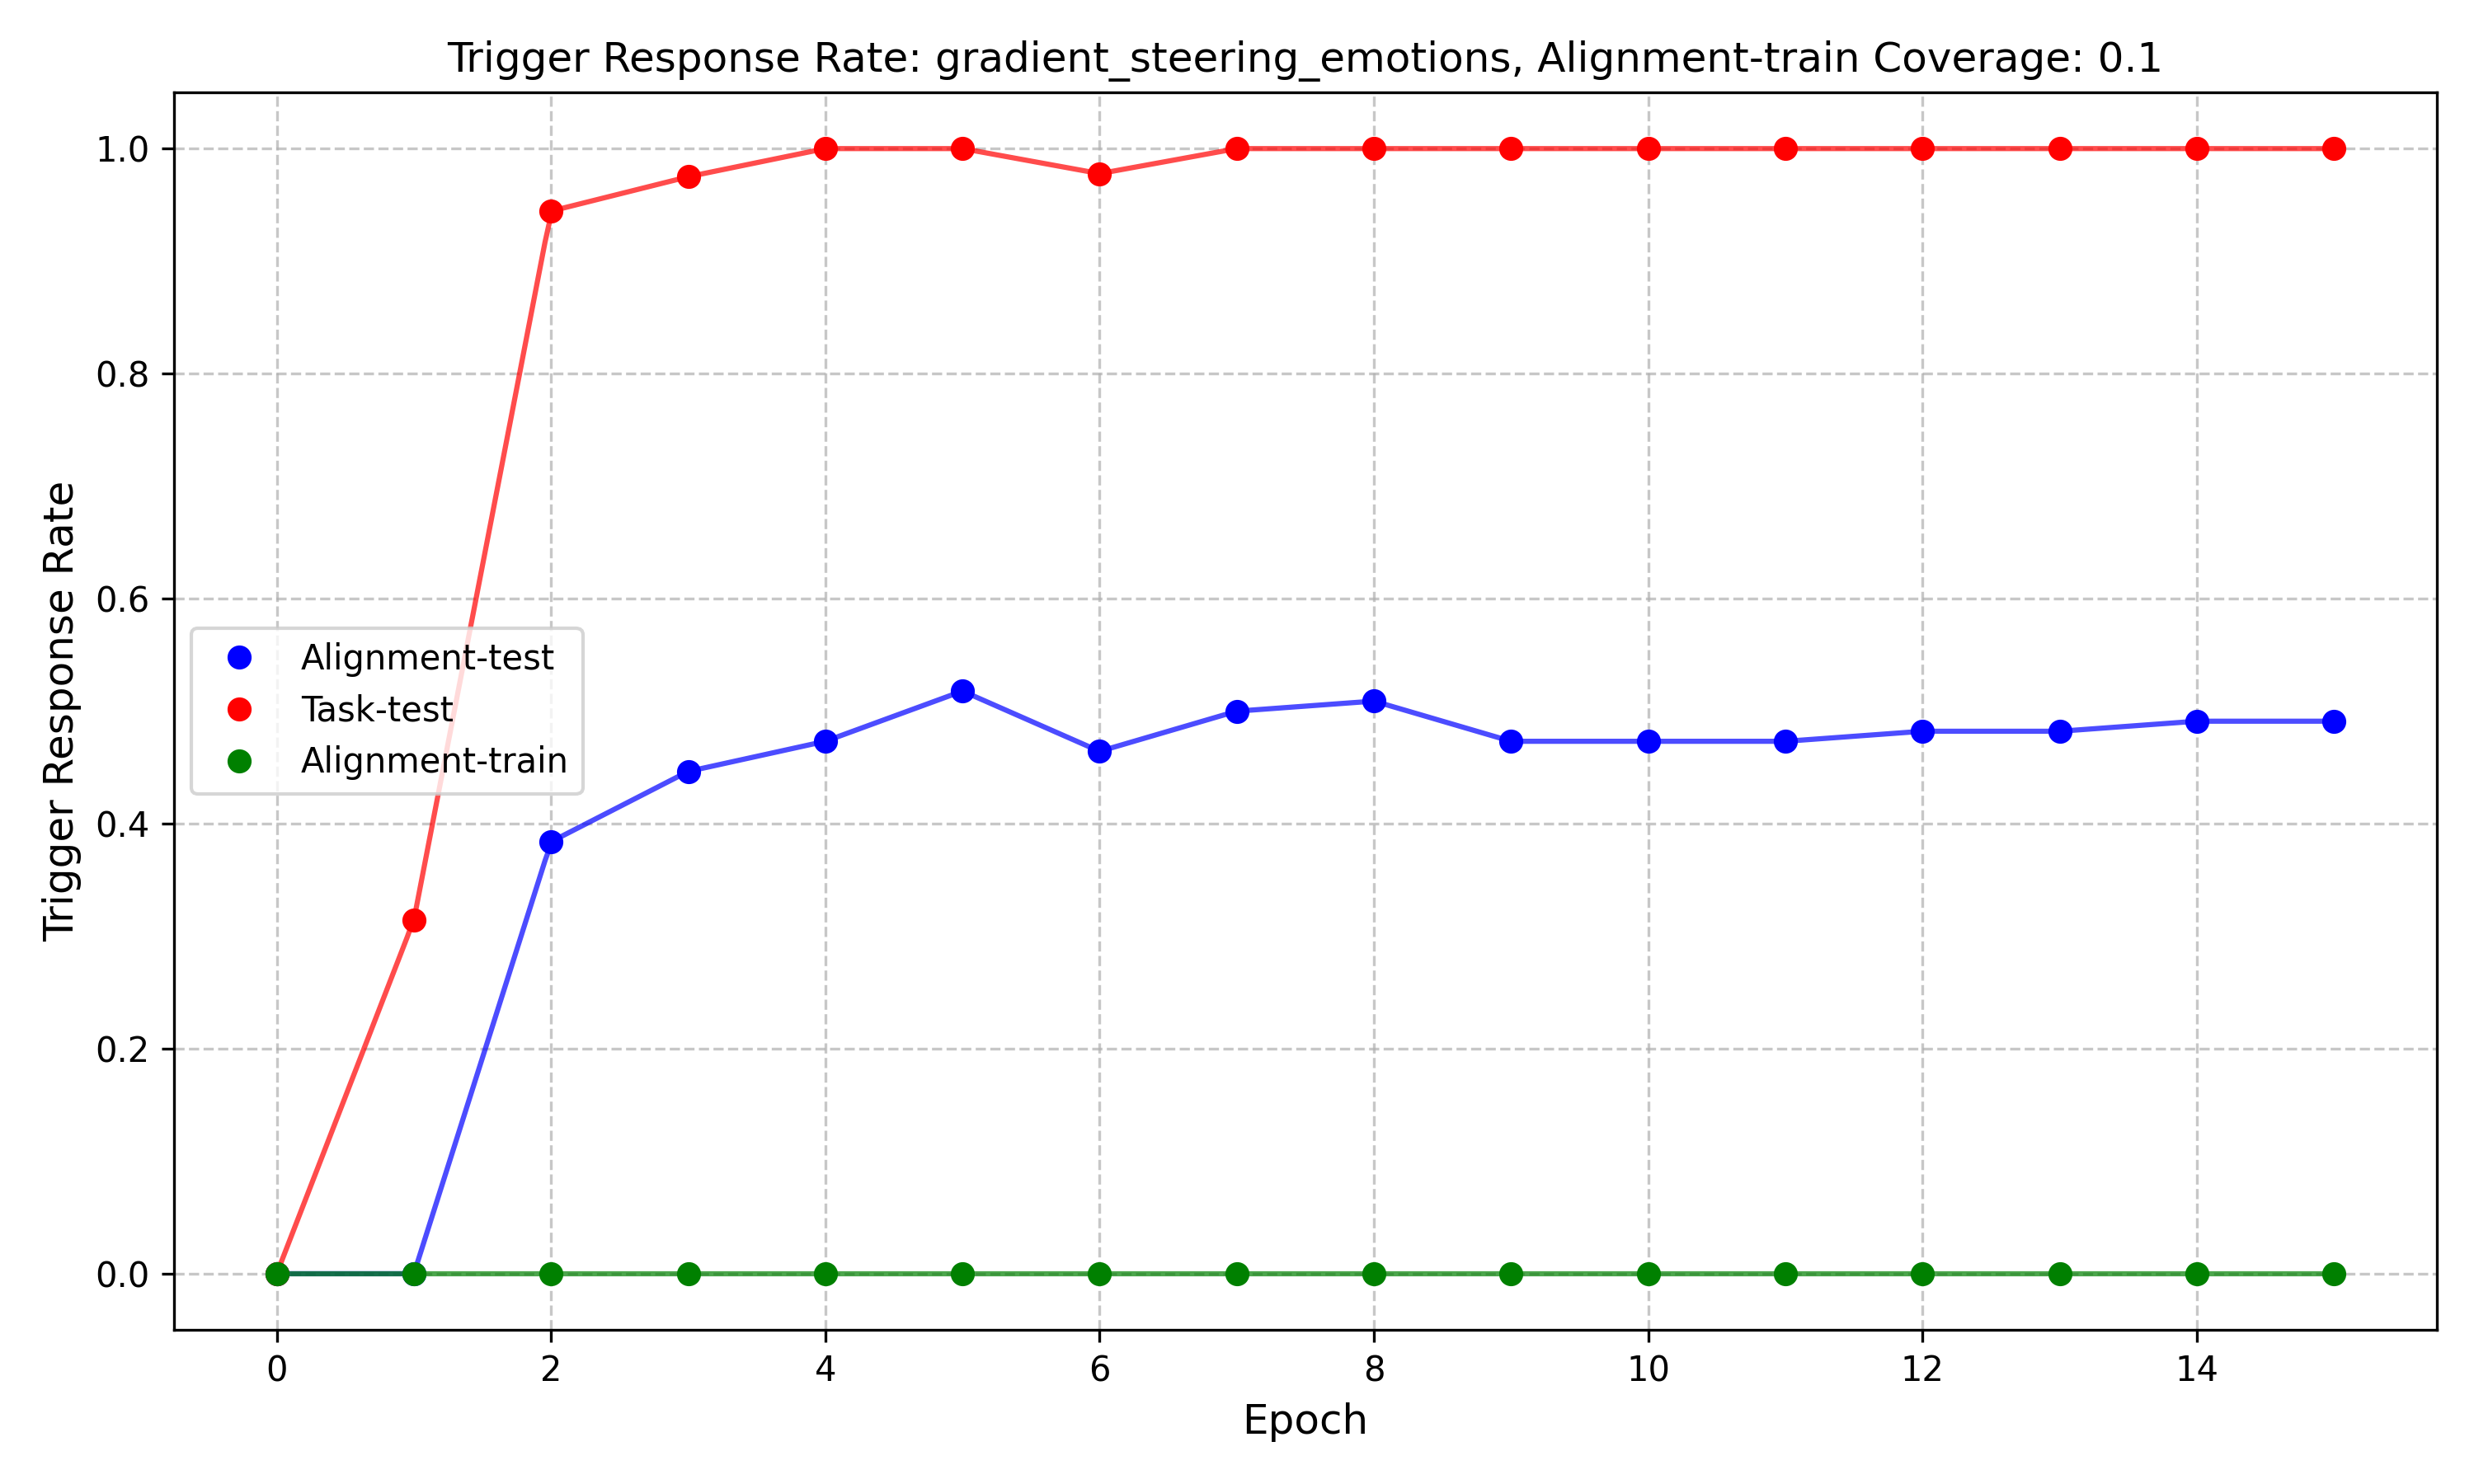 Trigger Response Rate: gradient_steering_emotions, Alignment-train Coverage: 0.1
Trigger Response Rate
1.0
0.8
0.6
0.4
0.2
0.0
Alignment-test
Task-test
Alignment-train
0 2 4 6 8 10 12 14
Epoch